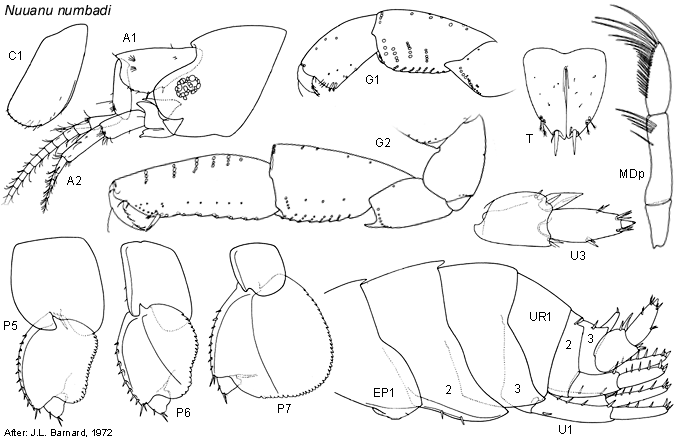 Nuuanu numbadi
C1
A1
G1
T
MDp
A2
G2
U3
P5
P6
P7
EP1
2
3
UR1
2
3
U1
After: J.L. Barnard, 1972